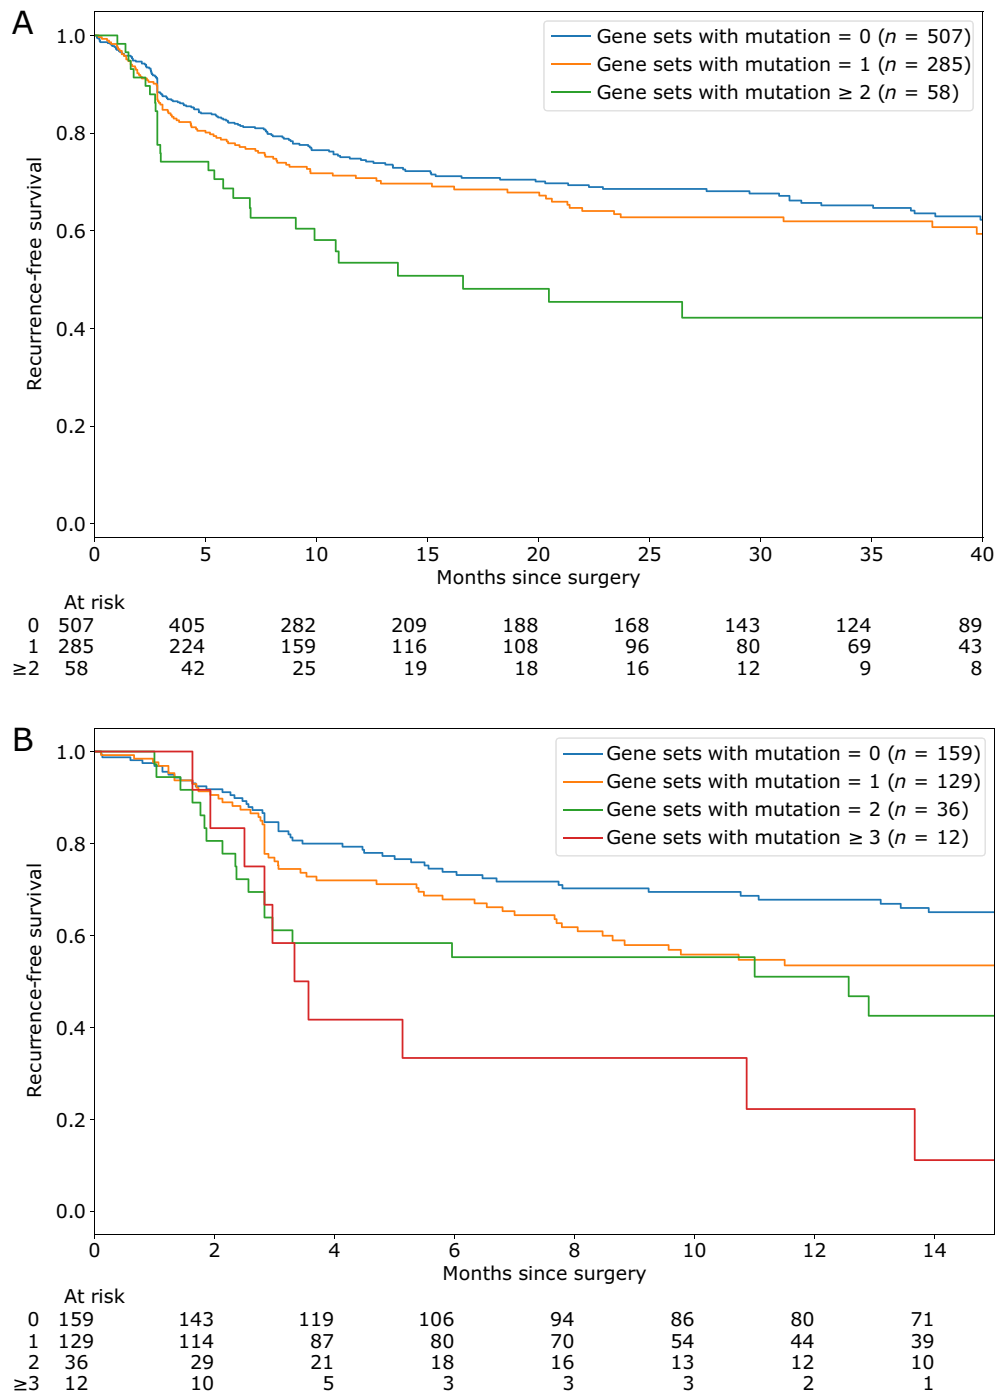 A
Gene sets with mutation = 0 (n = 507)
Gene sets with mutation = 1 (n = 285)
Gene sets with mutation ≥ 2 (n = 58)
Recurrence-free survival
1.0
0.8
0.6
0.4
0.2
0.0
0 5 10 15 20 25 30 35 40
Months since surgery
At risk
0 507 405 282 209 188 168 143 124 89
1 285 224 159 116 108 96 80 69 43
≥2 58 42 25 19 18 16 12 9 8
B
Gene sets with mutation = 0 (n = 159)
Gene sets with mutation = 1 (n = 129)
Gene sets with mutation = 2 (n = 36)
Gene sets with mutation ≥ 3 (n = 12)
Recurrence-free survival
1.0
0.8
0.6
0.4
0.2
0.0
0 2 4 6 8 10 12 14
Months since surgery
At risk
0 159 143 119 106 94 86 80 71
1 129 114 87 80 70 54 44 39
2 36 29 21 18 16 13 12 10
≥3 12 10 5 3 3 3 2 1